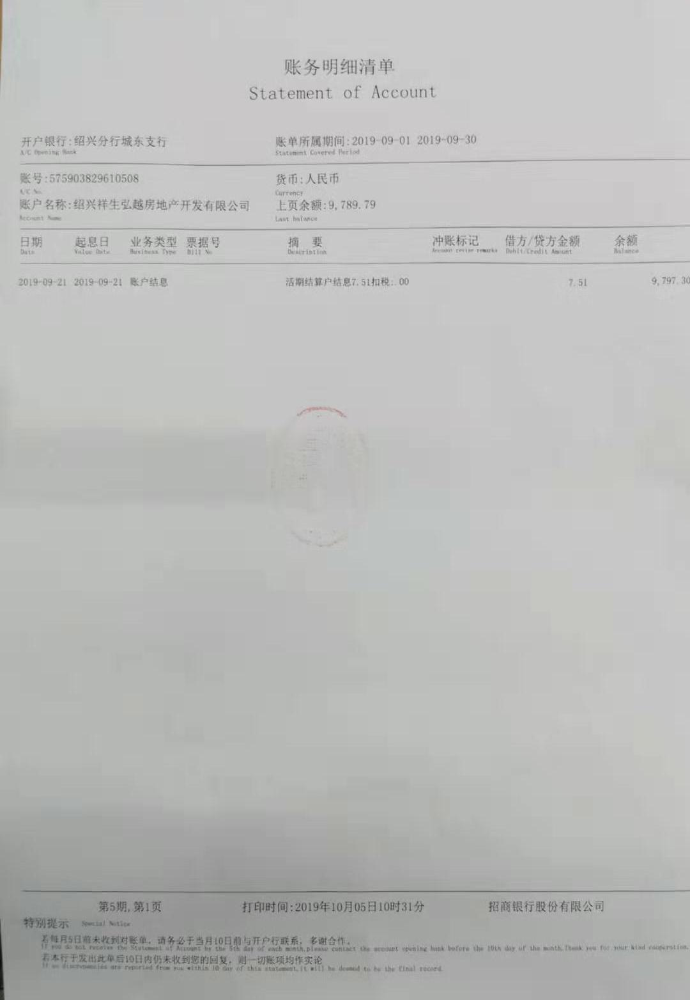 账务明细清单
Statement of Account
开户银行:绍兴分行城东支行 账单所属期间:2019-09-01 2019-09-30
A/C Opening Bank Statement Covered Period
账号:575903829610508 货币:人民币
A/C No. Currency
账户名称:绍兴祥生弘越房地产开发有限公司 上页余额:9,789.79
Account Name Last balance
日期 起息日 业务类型 票据号 摘 要 冲账标记 借方/贷方金额 余额
Date Value Date Business Type Bill No Description Account revise remarks Debit/Credit Amount Balance
2019-09-21 2019-09-21 账户结息 活期结算户结息7.51扣税:.00 7.51 9,797.30
第5期,第1页 打印时间:2019年10月05日10时31分 招商银行股份有限公司
特别提示 Special Notice
若每月5日前未收到对账单，请务必于当月10日前与开户行联系，多谢合作。
If you do not receive the Statement of Account by the 5th day of each month,please contact the account opening bank before the 10th day of the month.Thank you for your kind cooperation.
若本行于发出此单后10日内仍未收到您的回复，则一切账项均作实论
If no discrepancies are reported from you within 10 day of this statement,it will be deemed to be the final record.